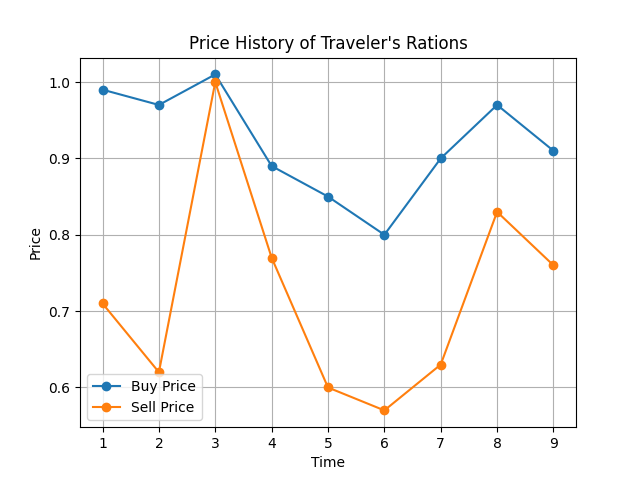 Price History of Traveler's Rations
Price
1.0
0.9
0.8
0.7
0.6
Buy Price
Sell Price
1 2 3 4 5 6 7 8 9
Time